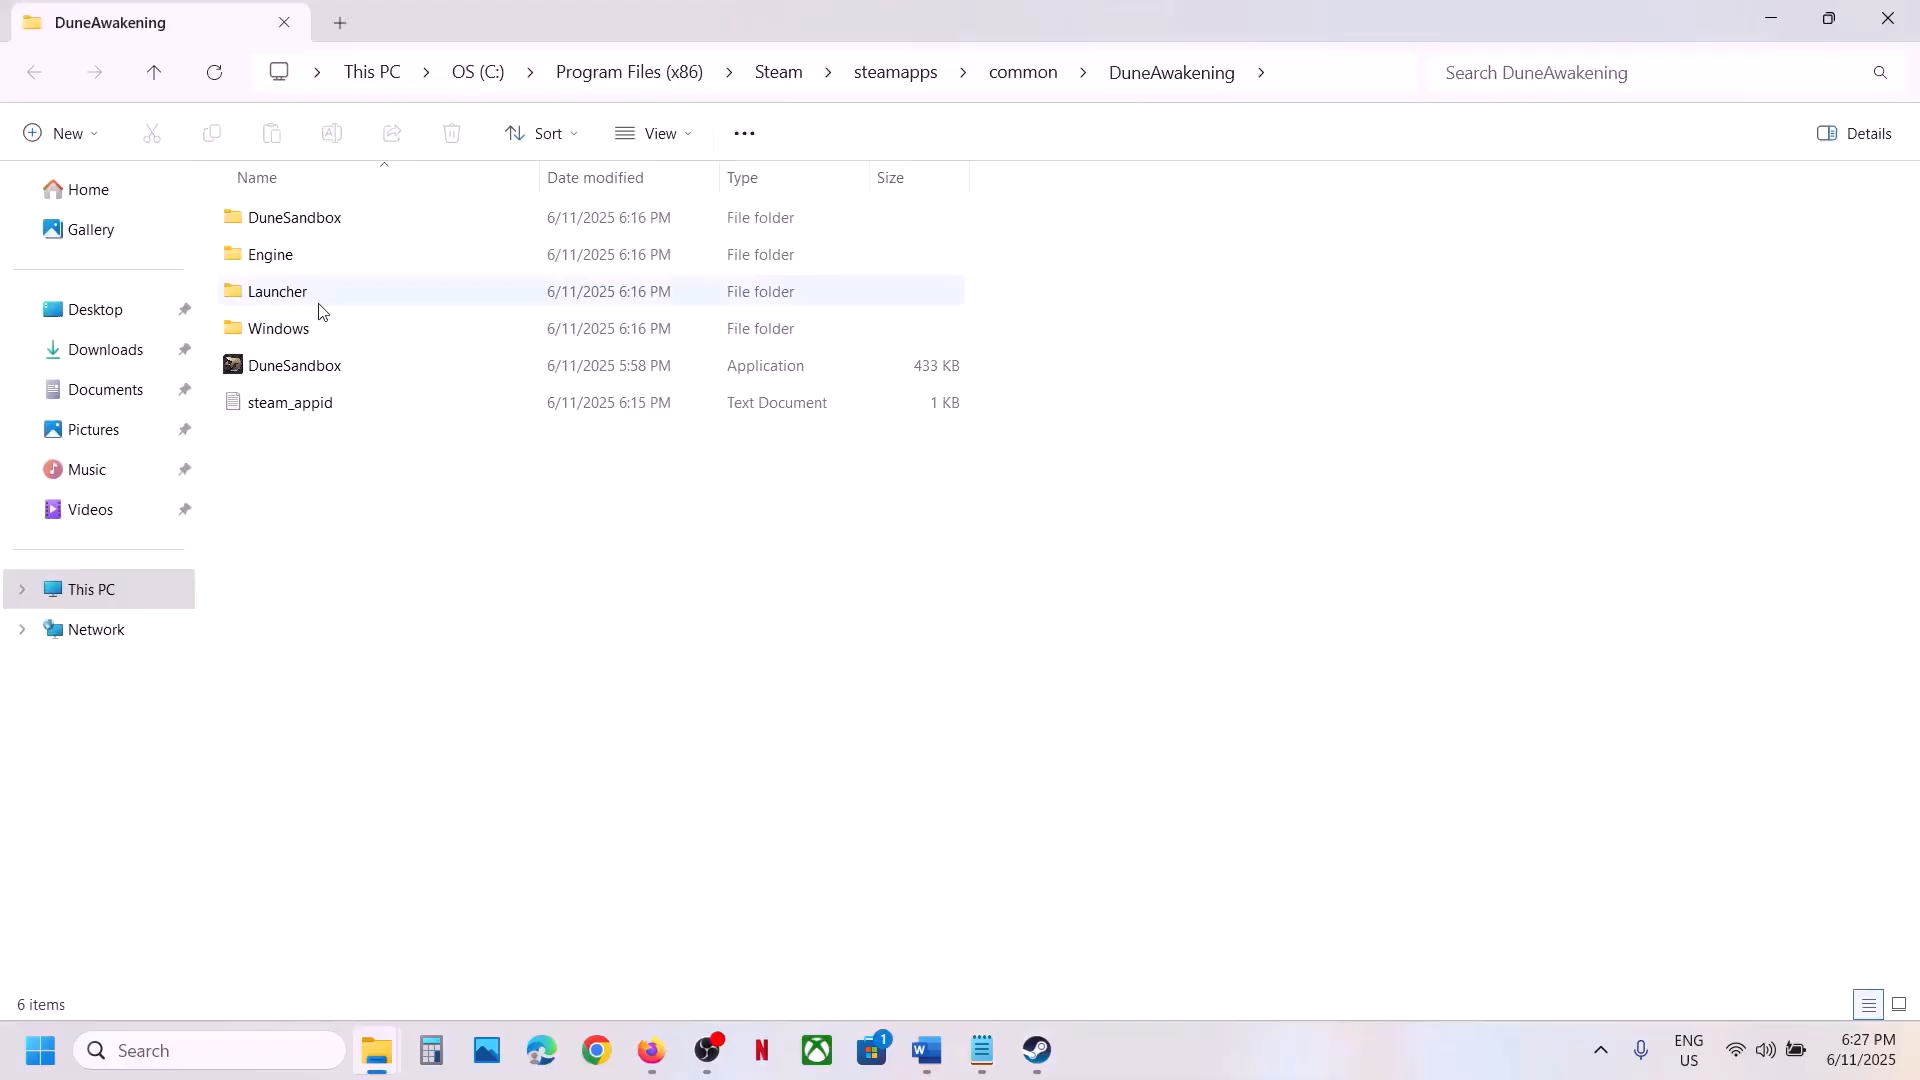 DuneAwakening
This PC > OS (C:) > Program Files (x86) > Steam > steamapps > common > DuneAwakening >
Search DuneAwakening
New
Sort
View
Details
Name Date modified Type Size
DuneSandbox 6/11/2025 6:16 PM File folder
Engine 6/11/2025 6:16 PM File folder
Launcher 6/11/2025 6:16 PM File folder
Windows 6/11/2025 6:16 PM File folder
DuneSandbox 6/11/2025 5:58 PM Application 433 KB
steam_appid 6/11/2025 6:15 PM Text Document 1 KB
Home
Gallery
Desktop
Downloads
Documents
Pictures
Music
Videos
This PC
Network
6 items
Search
1
ENG
US
6:27 PM
6/11/2025